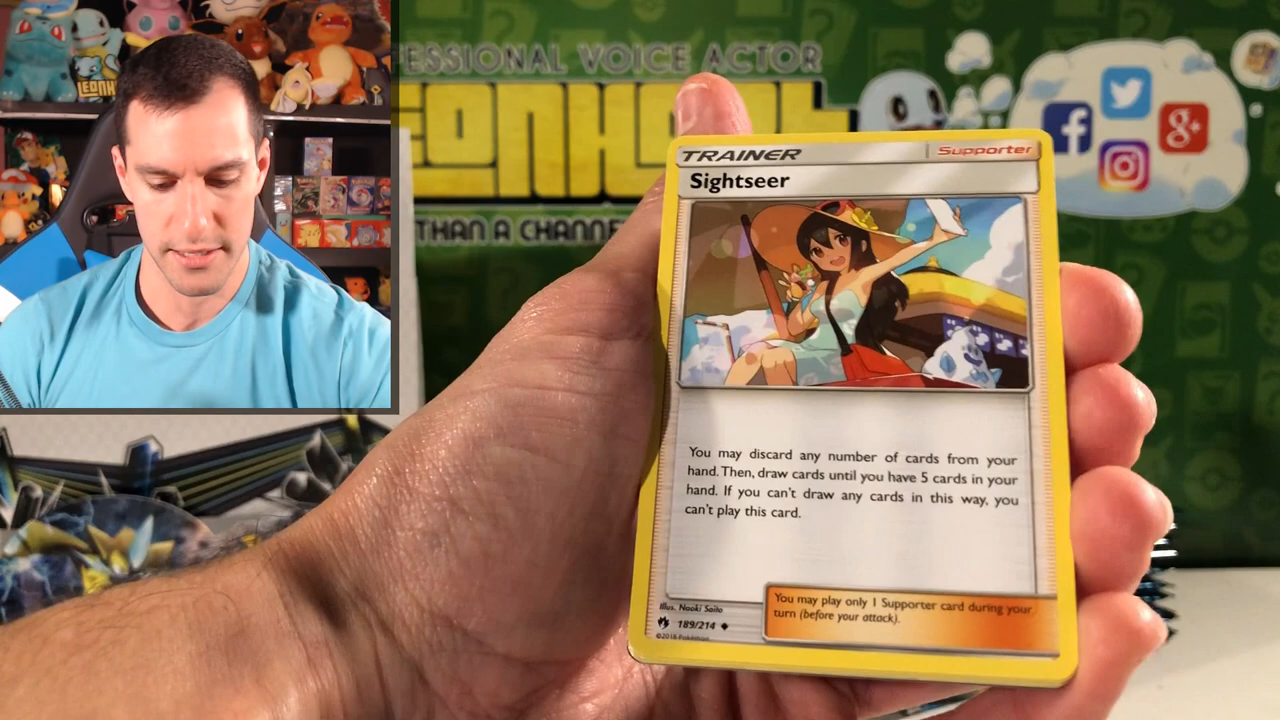 FESSIONAL VOICE ACTOR
THAN A CHANNE
TRAINER
Supporter
Sightseer
You may discard any number of cards from your
hand. Then, draw cards until you have 5 cards in your
hand. If you can't draw any cards in this way, you
can't play this card.
Illus. Naoki Saito
189/214
©2018 Pokémon
You may play only 1 Supporter card during your
turn (before your attack).